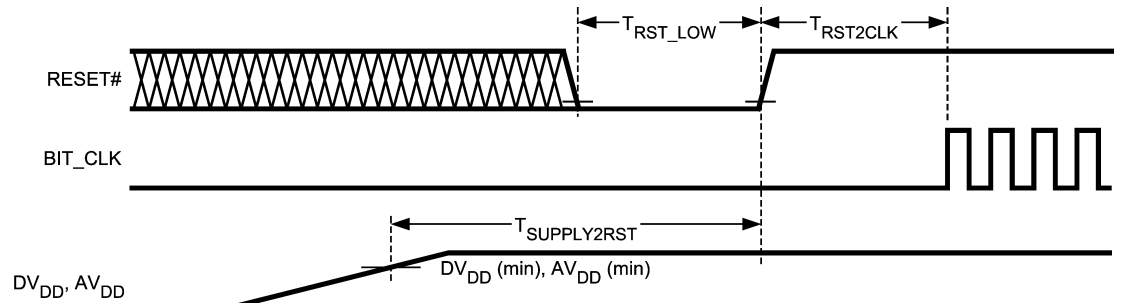 T_RST_LOW T_RST2CLK
RESET#
BIT_CLK
T_SUPPLY2RST
DV_DD (min), AV_DD (min)
DV_DD, AV_DD